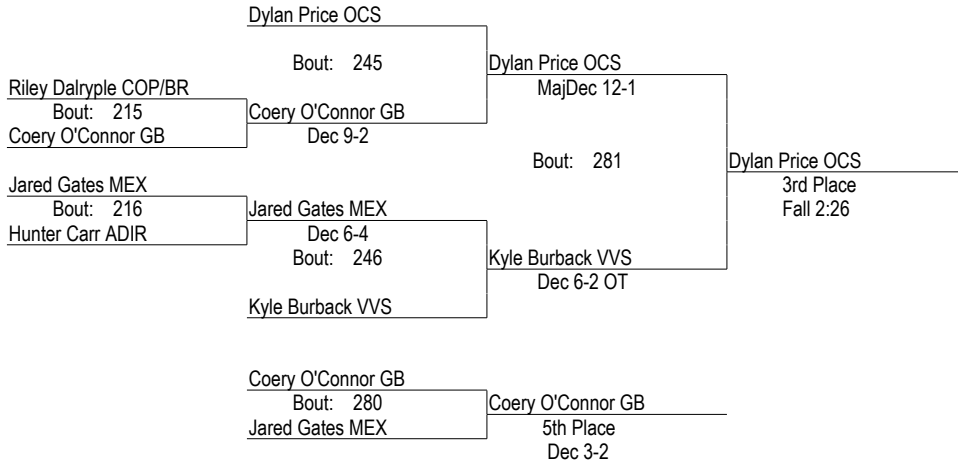 Dylan Price OCS
Bout: 245
Dylan Price OCS
MajDec 12-1
Riley Dalryple COP/BR
Bout: 215
Coery O'Connor GB
Coery O'Connor GB
Dec 9-2
Bout: 281
Dylan Price OCS
3rd Place
Fall 2:26
Jared Gates MEX
Bout: 216
Hunter Carr ADIR
Jared Gates MEX
Dec 6-4
Bout: 246
Kyle Burback VVS
Dec 6-2 OT
Kyle Burback VVS
Coery O'Connor GB
Bout: 280
Jared Gates MEX
Coery O'Connor GB
5th Place
Dec 3-2